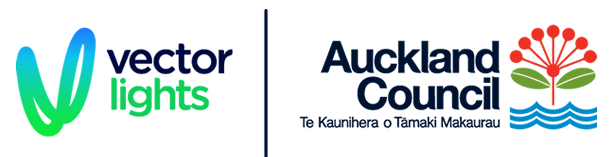 vector
lights
Auckland
Council
Te Kaunihera o Tāmaki Makaurau